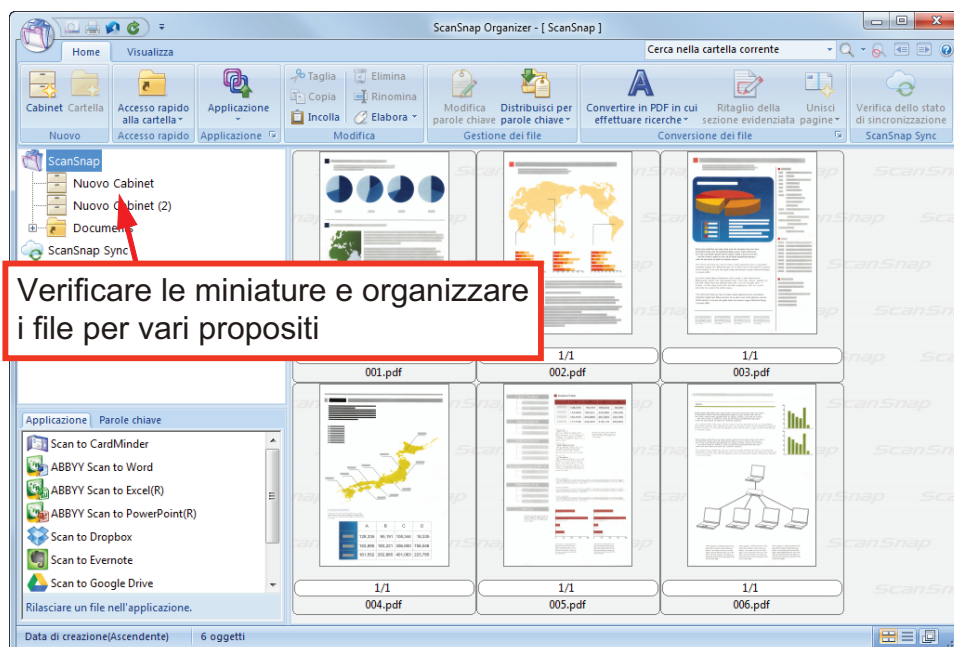 ScanSnap Organizer - [ ScanSnap ]
Home
Visualizza
Cerca nella cartella corrente
Cabinet
Cartella
Nuovo
Accesso rapido
alla cartella
Accesso rapido
Applicazione
Applicazione
Taglia
Copia
Incolla
Elimina
Rinomina
Elabora
Modifica
Modifica
parole chiave
Distribuisci per
parole chiave
Gestione dei file
Convertire in PDF in cui
effettuare ricerche
Ritaglio della
sezione evidenziata
Unisci
pagine
Conversione dei file
Verifica dello stato
di sincronizzazione
ScanSnap Sync
ScanSnap
Nuovo Cabinet
Nuovo Cabinet (2)
ScanSnap Sync
Verificare le miniature e organizzare
i file per vari propositi
1/1
1/1
001.pdf
002.pdf
003.pdf
Applicazione
Parole chiave
Scan to CardMinder
ABBYY Scan to Word
ABBYY Scan to Excel(R)
ABBYY Scan to PowerPoint(R)
Scan to Dropbox
Scan to Evernote
Scan to Google Drive
Rilasciare un file nell'applicazione.
1/1
1/1
1/1
004.pdf
005.pdf
006.pdf
Data di creazione(Ascendente)
6 oggetti